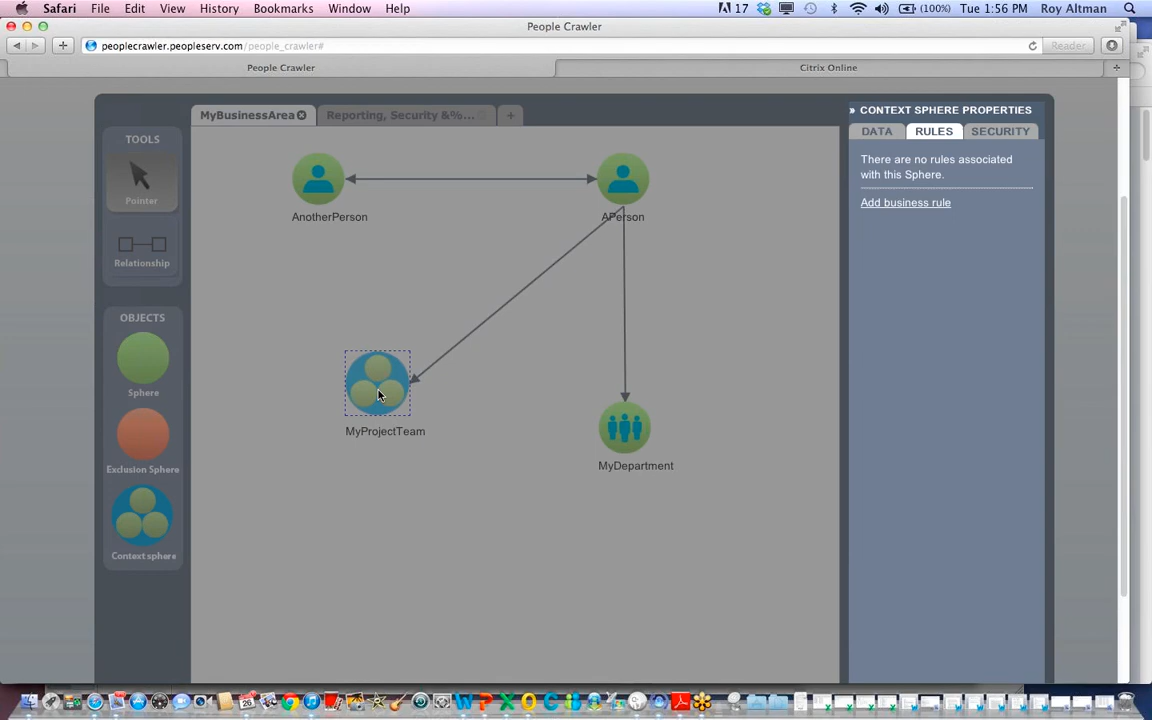 Safari File Edit View History Bookmarks Window Help 17 (100%) Tue 1:56 PM Roy Altman
People Crawler
peoplecrawler.peopleserv.com/people_crawler# Reader
People Crawler Citrix Online
MyBusinessArea Reporting, Security &%...
» CONTEXT SPHERE PROPERTIES
DATA RULES SECURITY
There are no rules associated
with this Sphere.
Add business rule
TOOLS
Pointer
Relationship
OBJECTS
Sphere
Exclusion Sphere
Context sphere
AnotherPerson
APerson
MyProjectTeam
MyDepartment